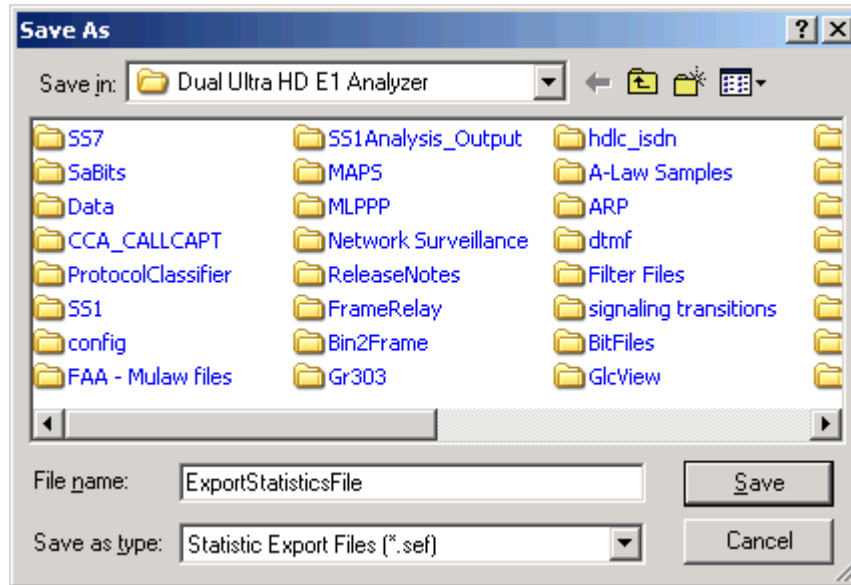 Save As
Save in: Dual Ultra HD E1 Analyzer
SS7 SS1Analysis_Output hdlc_isdn
SaBits MAPS A-Law Samples
Data MLPPP ARP
CCA_CALLCAPT Network Surveillance dtmf
ProtocolClassifier ReleaseNotes Filter Files
SS1 FrameRelay signaling transitions
config Bin2Frame BitFiles
FAA - Mulaw files Gr303 GlcView
File name: ExportStatisticsFile Save
Save as type: Statistic Export Files (*.sef) Cancel